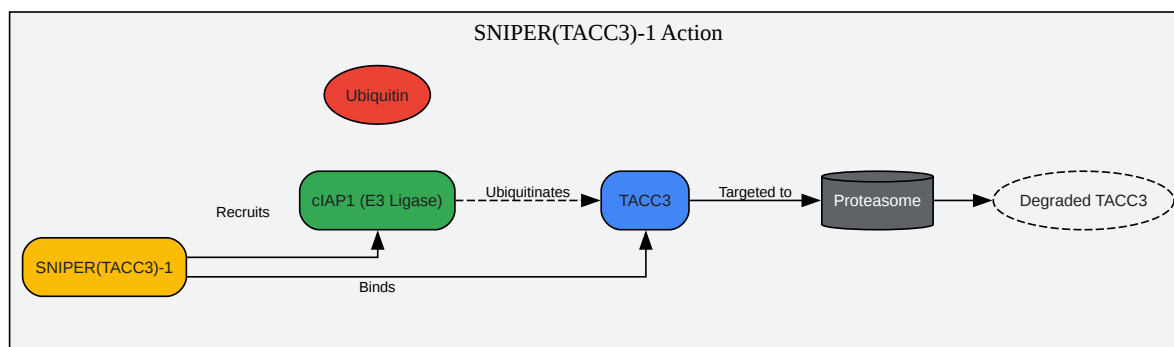 SNIPER(TACC3)-1 Action
Ubiquitin
cIAP1 (E3 Ligase)
Ubiquitinates
TACC3
Targeted to
Proteasome
Degraded TACC3
Recruits
SNIPER(TACC3)-1
Binds